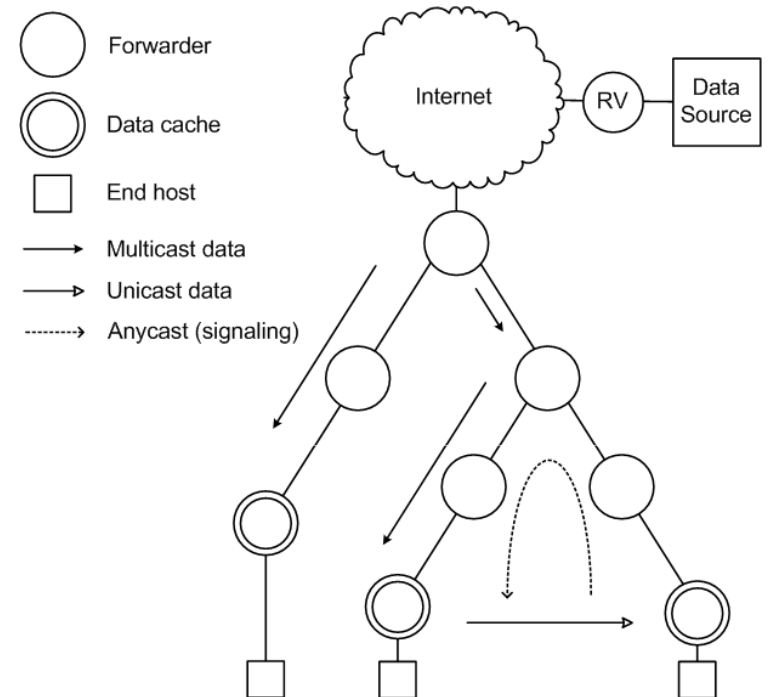 Forwarder
Data cache
End host
Multicast data
Unicast data
Anycast (signaling)
Internet
RV
Data
Source